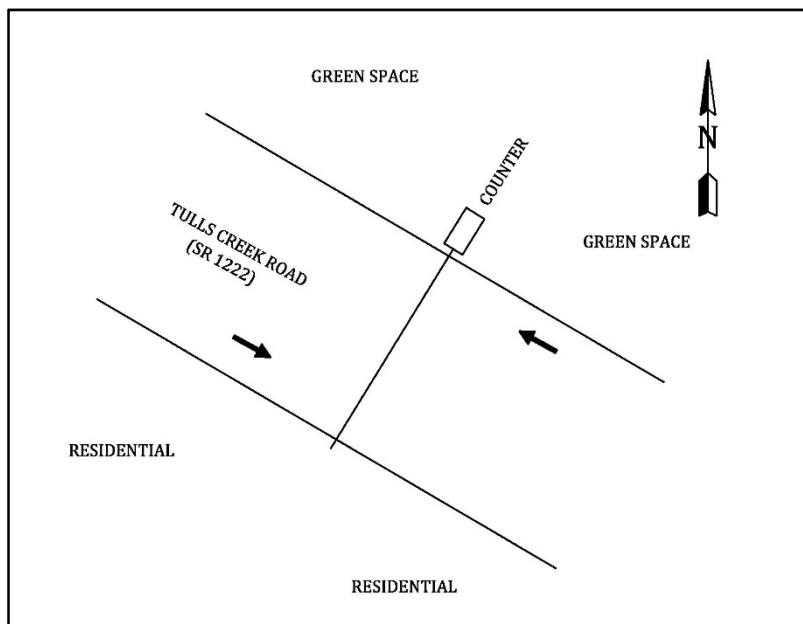 GREEN SPACE
N
COUNTER
TULLS CREEK ROAD
(SR 1222)
GREEN SPACE
RESIDENTIAL
RESIDENTIAL